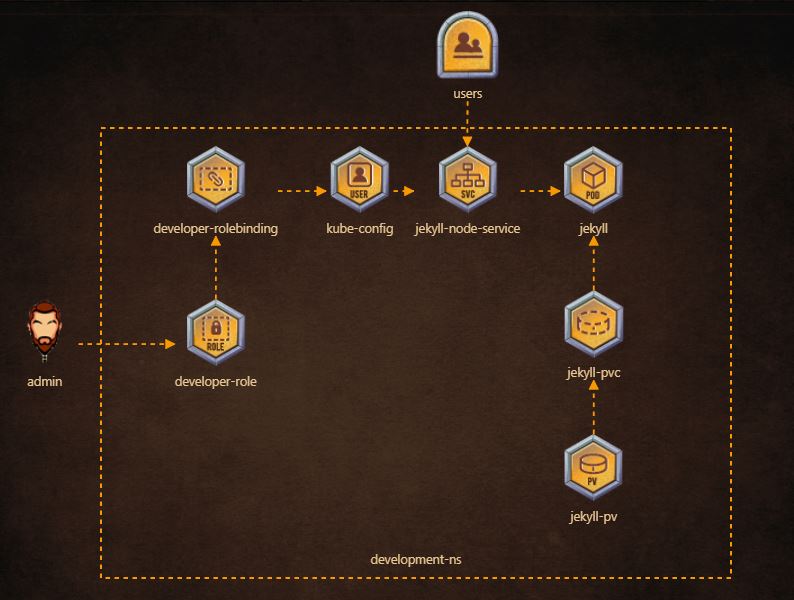 users
USER
SVC
POD
developer-rolebinding
kube-config
jekyll-node-service
jekyll
ROLE
admin
developer-role
jekyll-pvc
PV
jekyll-pv
development-ns